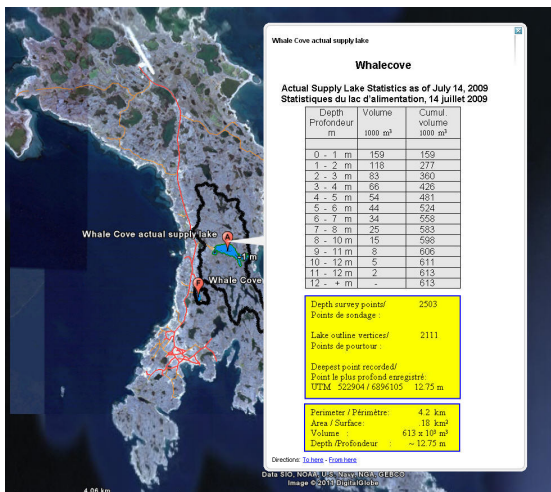 Whale Cove actual supply lake
Whalecove
Actual Supply Lake Statistics as of July 14, 2009
Statistiques du lac d'alimentation, 14 juillet 2009
Depth Volume Cumul
Profondeur volume
m 1000 m³ 1000 m³
0 - 1 m 159 159
1 - 2 m 118 277
2 - 3 m 83 360
3 - 4 m 66 426
4 - 5 m 54 481
5 - 6 m 44 524
6 - 7 m 34 558
7 - 8 m 25 583
8 - 10 m 15 598
9 - 11 m 8 606
10 - 12 m 5 611
11 - 12 m 2 613
12 - + m - 613
Depth survey points/ 2503
Points de sondage :
Lake outline vertices/ 2111
Points de pourtour :
Deepest point recorded/
Point le plus profond enregistré:
UTM 522904 / 6896105 12.75 m
Perimeter / Périmètre: 4.2 km
Area / Surface: .18 km²
Volume : 613 x 10³ m³
Depth /Profondeur : ~ 12.75 m
Directions: To here - From here
Whale Cove actual supply lake
A
-1 m
F
Whale Cove
Data SIO, NOAA, U.S. Navy, NGA, GEBCO
Image © 2011 DigitalGlobe
4.06 km